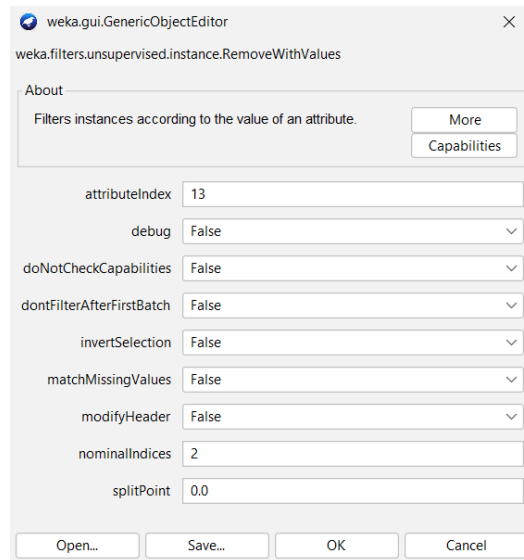 weka.gui.GenericObjectEditor
weka.filters.unsupervised.instance.RemoveWithValues
About
Filters instances according to the value of an attribute.
More
Capabilities
attributeIndex 13
debug False
doNotCheckCapabilities False
dontFilterAfterFirstBatch False
invertSelection False
matchMissingValues False
modifyHeader False
nominalIndices 2
splitPoint 0.0
Open... Save... OK Cancel